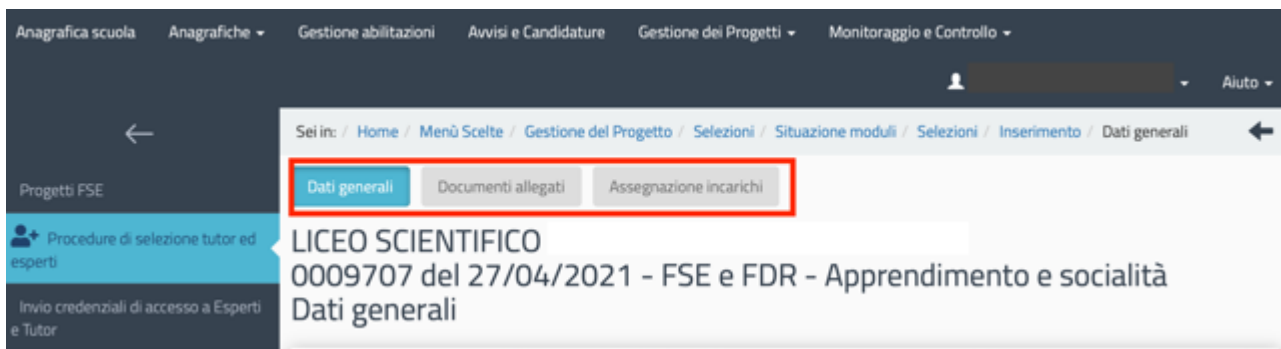 Anagrafica scuola Anagrafiche Gestione abilitazioni Avvisi e Candidature Gestione dei Progetti Monitoraggio e Controllo
Aiuto
Sei in: / Home / Menù Scelte / Gestione del Progetto / Selezioni / Situazione moduli / Selezioni / Inserimento / Dati generali
Dati generali Documenti allegati Assegnazione incarichi
Progetti FSE
Procedure di selezione tutor ed
esperti
Invio credenziali di accesso a Esperti
e Tutor
LICEO SCIENTIFICO
0009707 del 27/04/2021 - FSE e FDR - Apprendimento e socialità
Dati generali